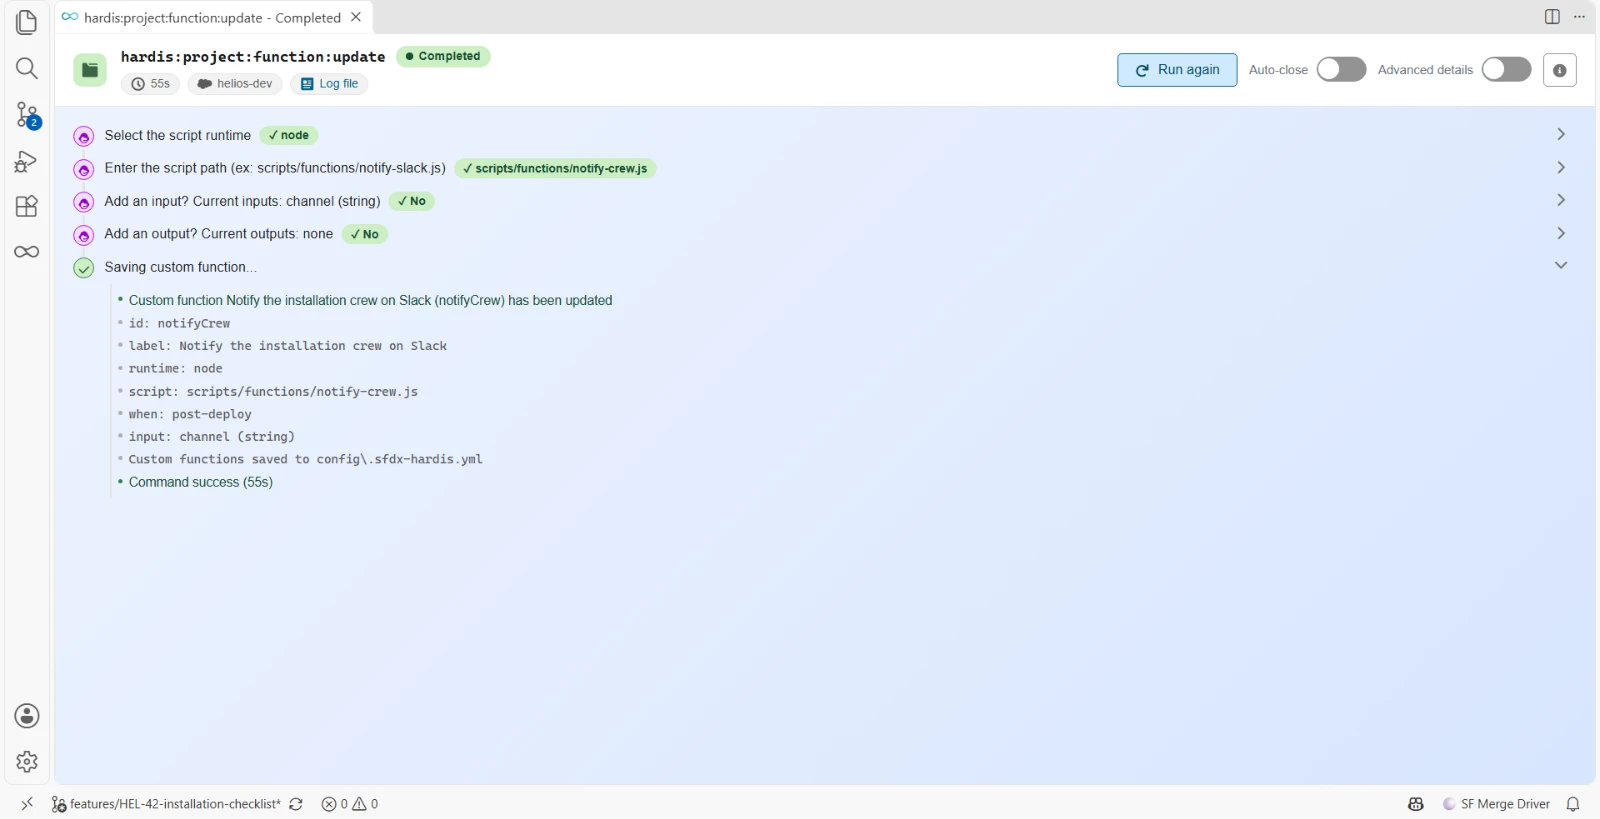 hardis:project:function:update - Completed
hardis:project:function:update
Completed
55s
helios-dev
Log file
Run again
Auto-close
Advanced details
2
Select the script runtime ✓ node
Enter the script path (ex: scripts/functions/notify-slack.js) ✓ scripts/functions/notify-crew.js
Add an input? Current inputs: channel (string) ✓ No
Add an output? Current outputs: none ✓ No
Saving custom function...
• Custom function Notify the installation crew on Slack (notifyCrew) has been updated
• id: notifyCrew
• label: Notify the installation crew on Slack
• runtime: node
• script: scripts/functions/notify-crew.js
• when: post-deploy
• input: channel (string)
• Custom functions saved to config\.sfdx-hardis.yml
• Command success (55s)
features/HEL-42-installation-checklist*
0
0
SF Merge Driver